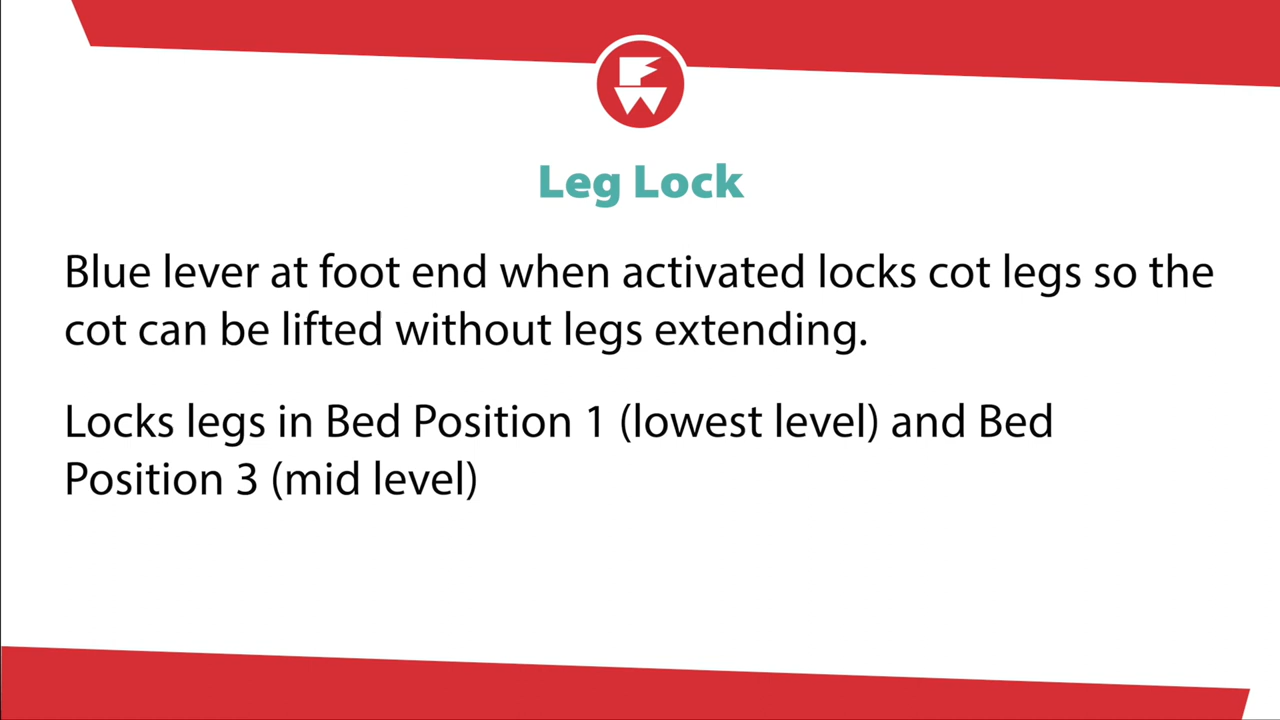 Leg Lock
Blue lever at foot end when activated locks cot legs so the
cot can be lifted without legs extending.
Locks legs in Bed Position 1 (lowest level) and Bed
Position 3 (mid level)